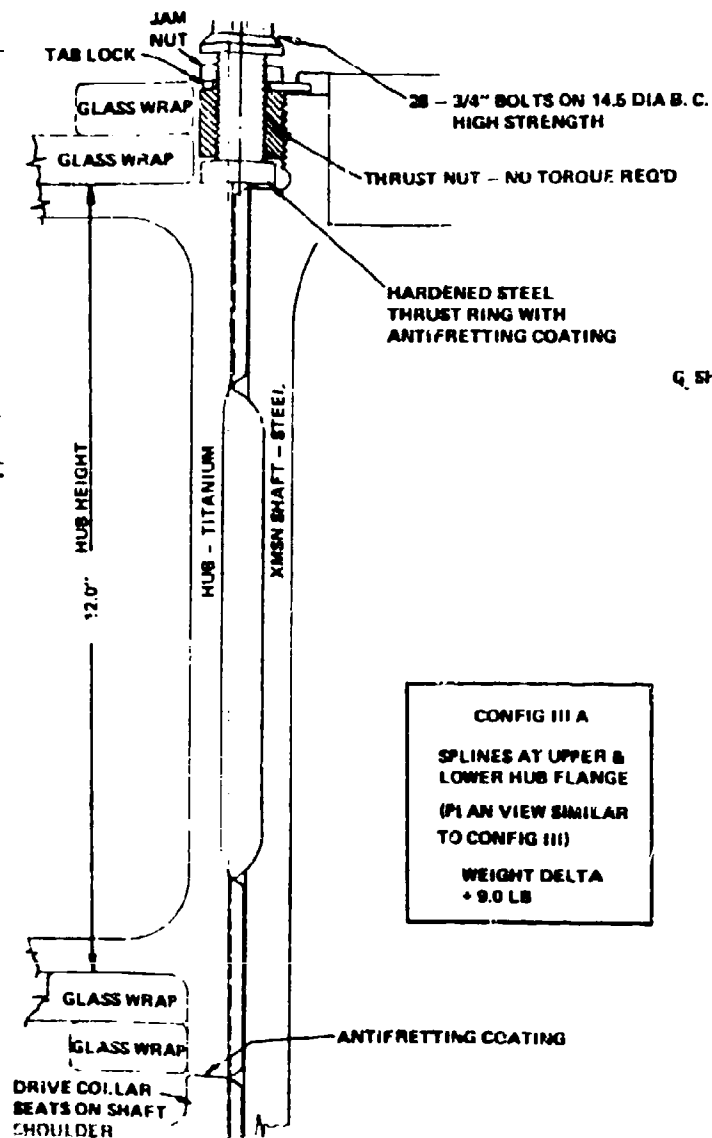 JAM
NUT
TAB LOCK
GLASS WRAP
GLASS WRAP
28 – 3/4" BOLTS ON 14.5 DIA B. C.
HIGH STRENGTH
THRUST NUT – NO TORQUE REQ'D
HARDENED STEEL
THRUST RING WITH
ANTIFRETTING COATING
HUB HEIGHT
12.0"
HUB – TITANIUM
XMSN SHAFT – STEEL
CONFIG III A
SPLINES AT UPPER &
LOWER HUB FLANGE
(PLAN VIEW SIMILAR
TO CONFIG III)
WEIGHT DELTA
+ 9.0 LB
GLASS WRAP
GLASS WRAP
ANTIFRETTING COATING
DRIVE COLLAR
SEATS ON SHAFT
SHOULDER